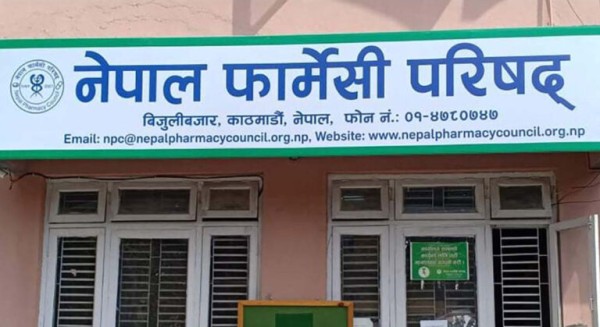 नेपाल फार्मेसी परिषद्
बिजुलीबजार, काठमाडौं, नेपाल, फोन नं.: ०१-४७८०७४७
Email: npc@nepalpharmacycouncil.org.np, Website: www.nepalpharmacycouncil.org.np